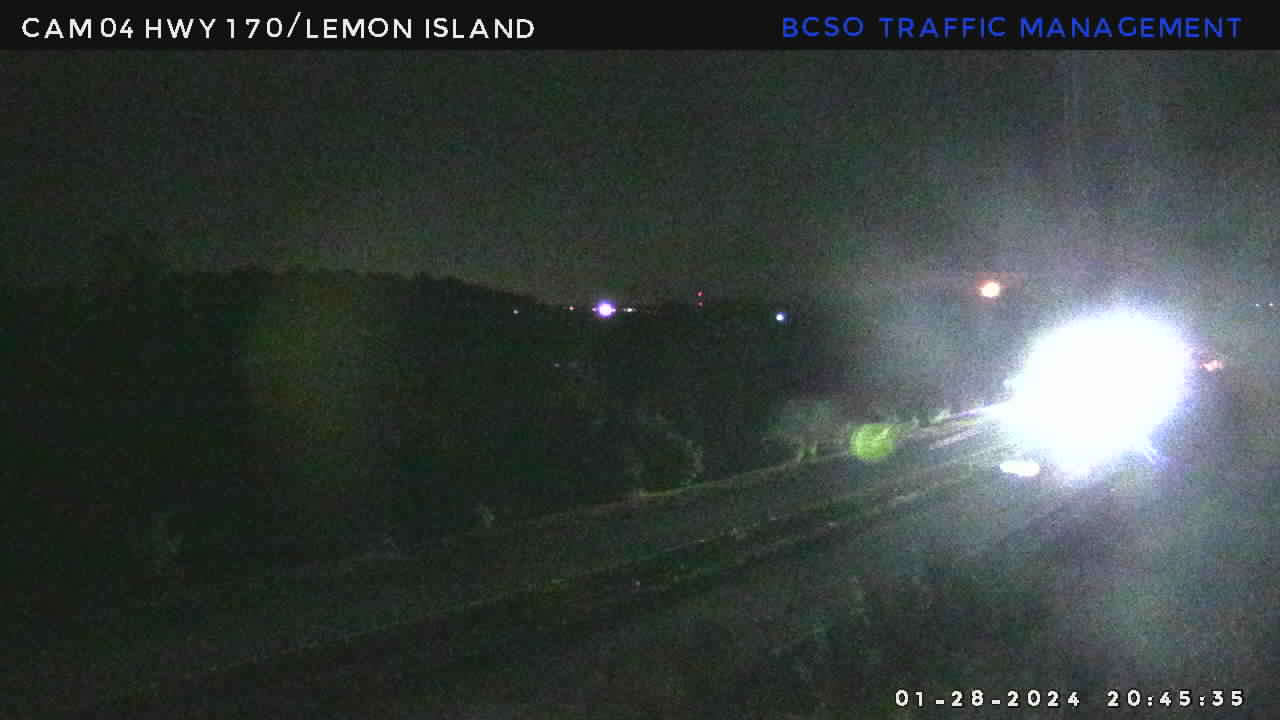 CAM04 HWY 170/LEMON ISLAND
BCSO TRAFFIC MANAGEMENT
01-28-2024 20:45:35